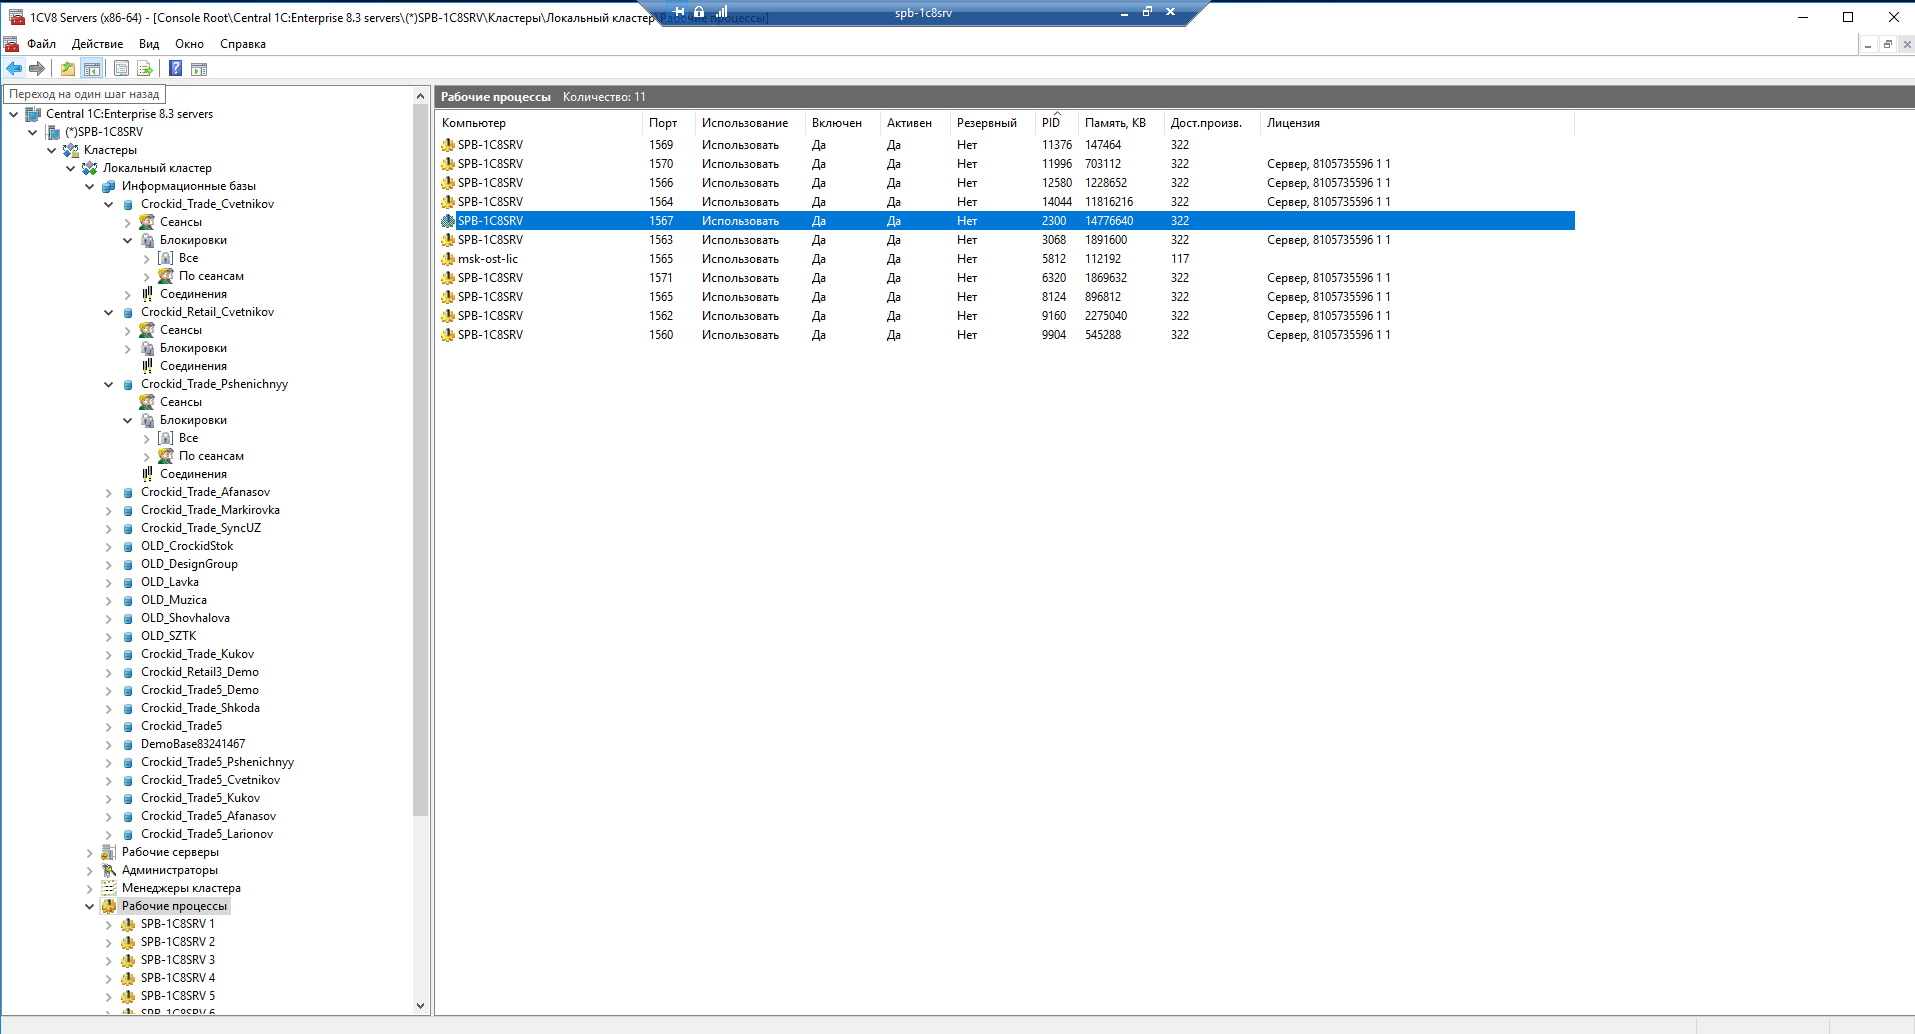 1CV8 Servers (x86-64) - [Console Root\Central 1C:Enterprise 8.3 servers\(*)SPB-1C8SRV\Кластеры\Локальный кластер\Рабочие процессы]
spb-1c8srv
Файл Действие Вид Окно Справка
Переход на один шаг назад
Central 1C:Enterprise 8.3 servers
(*)SPB-1C8SRV
Кластеры
Локальный кластер
Информационные базы
Crockid_Trade_Cvetnikov
Сеансы
Блокировки
Все
По сеансам
Соединения
Crockid_Retail_Cvetnikov
Сеансы
Блокировки
Соединения
Crockid_Trade_Pshenichnyy
Сеансы
Блокировки
Все
По сеансам
Соединения
Crockid_Trade_Afanasov
Crockid_Trade_Markirovka
Crockid_Trade_SyncUZ
OLD_CrockidStok
OLD_DesignGroup
OLD_Lavka
OLD_Muzica
OLD_Shovhalova
OLD_SZTK
Crockid_Trade_Kukov
Crockid_Retail3_Demo
Crockid_Trade5_Demo
Crockid_Trade_Shkoda
Crockid_Trade5
DemoBase83241467
Crockid_Trade5_Pshenichnyy
Crockid_Trade5_Cvetnikov
Crockid_Trade5_Kukov
Crockid_Trade5_Afanasov
Crockid_Trade5_Larionov
Рабочие серверы
Администраторы
Менеджеры кластера
Рабочие процессы
SPB-1C8SRV 1
SPB-1C8SRV 2
SPB-1C8SRV 3
SPB-1C8SRV 4
SPB-1C8SRV 5
SPB-1C8SRV 6
Рабочие процессы Количество: 11
Компьютер Порт Использование Включен Активен Резервный PID Память, КВ Дост.произв. Лицензия
SPB-1C8SRV 1569 Использовать Да Да Нет 11376 147464 322
SPB-1C8SRV 1570 Использовать Да Да Нет 11996 703112 322 Сервер, 8105735596 1 1
SPB-1C8SRV 1566 Использовать Да Да Нет 12580 1228652 322 Сервер, 8105735596 1 1
SPB-1C8SRV 1564 Использовать Да Да Нет 14044 11816216 322 Сервер, 8105735596 1 1
SPB-1C8SRV 1567 Использовать Да Да Нет 2300 14776640 322
SPB-1C8SRV 1563 Использовать Да Да Нет 3068 1891600 322 Сервер, 8105735596 1 1
msk-ost-lic 1565 Использовать Да Да Нет 5812 112192 117
SPB-1C8SRV 1571 Использовать Да Да Нет 6320 1869632 322 Сервер, 8105735596 1 1
SPB-1C8SRV 1565 Использовать Да Да Нет 8124 896812 322 Сервер, 8105735596 1 1
SPB-1C8SRV 1562 Использовать Да Да Нет 9160 2275040 322 Сервер, 8105735596 1 1
SPB-1C8SRV 1560 Использовать Да Да Нет 9904 545288 322 Сервер, 8105735596 1 1